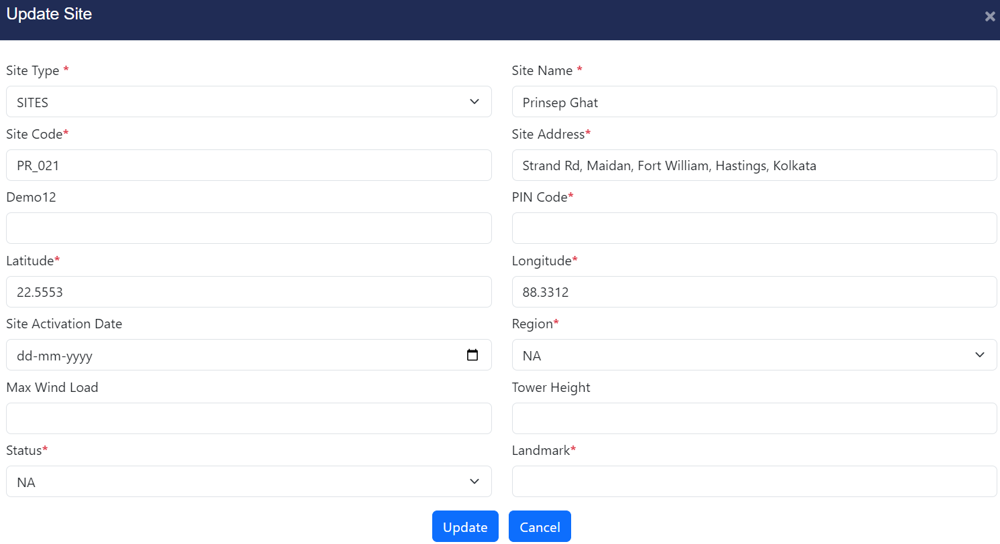 Update Site
Site Type * Site Name *
SITES Prinsep Ghat
Site Code* Site Address*
PR_021 Strand Rd, Maidan, Fort William, Hastings, Kolkata
Demo12 PIN Code*
Latitude* Longitude*
22.5553 88.3312
Site Activation Date Region*
dd-mm-yyyy NA
Max Wind Load Tower Height
Status* Landmark*
NA
Update Cancel